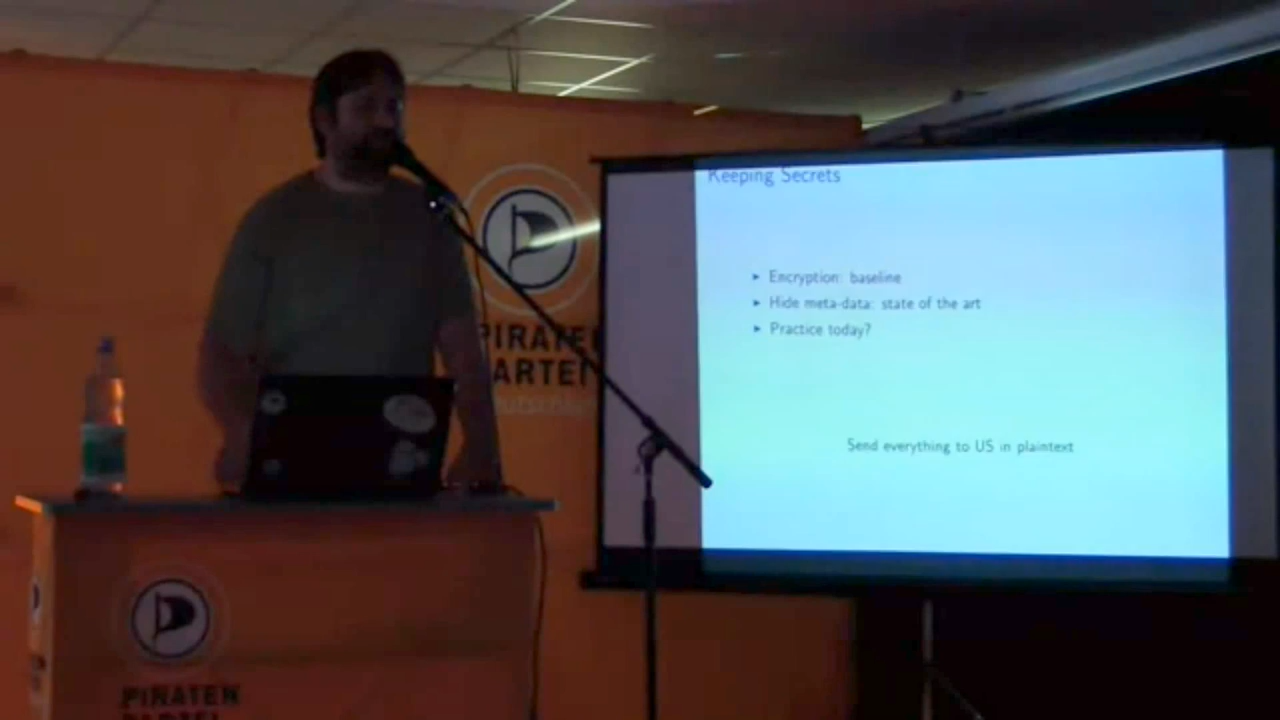 Keeping Secrets
Encryption: baseline
Hide meta-data: state of the art
Practice today?
Send everything to US in plaintext
PIRATEN
PARTEI
PIRATEN
PARTEI